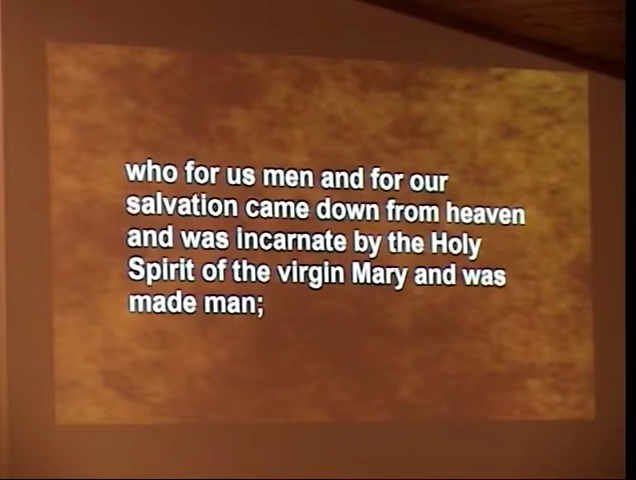 who for us men and for our
salvation came down from heaven
and was incarnate by the Holy
Spirit of the virgin Mary and was
made man;